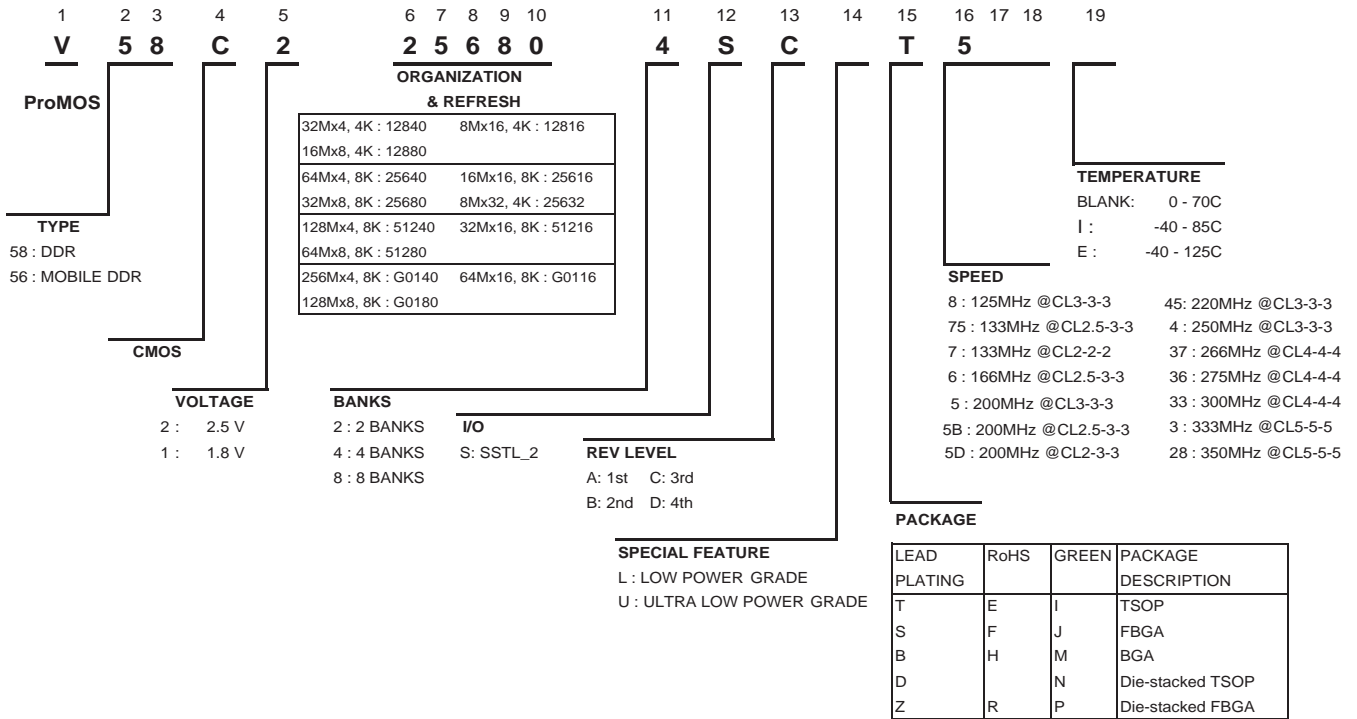 1 2 3 4 5 6 7 8 9 10 11 12 13 14 15 16 17 18 19
V 5 8 C 2 2 5 6 8 0 4 S C T 5
ORGANIZATION
& REFRESH
ProMOS
32Mx4, 4K : 12840 8Mx16, 4K : 12816
16Mx8, 4K : 12880
64Mx4, 8K : 25640 16Mx16, 8K : 25616
32Mx8, 8K : 25680 8Mx32, 4K : 25632
128Mx4, 8K : 51240 32Mx16, 8K : 51216
64Mx8, 8K : 51280
256Mx4, 8K : G0140 64Mx16, 8K : G0116
128Mx8, 8K : G0180
TEMPERATURE
BLANK: 0 - 70C
I : -40 - 85C
E : -40 - 125C
TYPE
58 : DDR
56 : MOBILE DDR
SPEED
8 : 125MHz @CL3-3-3 45: 220MHz @CL3-3-3
75 : 133MHz @CL2.5-3-3 4 : 250MHz @CL3-3-3
7 : 133MHz @CL2-2-2 37 : 266MHz @CL4-4-4
6 : 166MHz @CL2.5-3-3 36 : 275MHz @CL4-4-4
5 : 200MHz @CL3-3-3 33 : 300MHz @CL4-4-4
5B : 200MHz @CL2.5-3-3 3 : 333MHz @CL5-5-5
5D : 200MHz @CL2-3-3 28 : 350MHz @CL5-5-5
CMOS
VOLTAGE
2 : 2.5 V
1 : 1.8 V
BANKS
2 : 2 BANKS
4 : 4 BANKS
8 : 8 BANKS
I/O
S: SSTL_2
REV LEVEL
A: 1st C: 3rd
B: 2nd D: 4th
SPECIAL FEATURE
L : LOW POWER GRADE
U : ULTRA LOW POWER GRADE
PACKAGE
LEAD RoHS GREEN PACKAGE
PLATING DESCRIPTION
T E I TSOP
S F J FBGA
B H M BGA
D N Die-stacked TSOP
Z R P Die-stacked FBGA